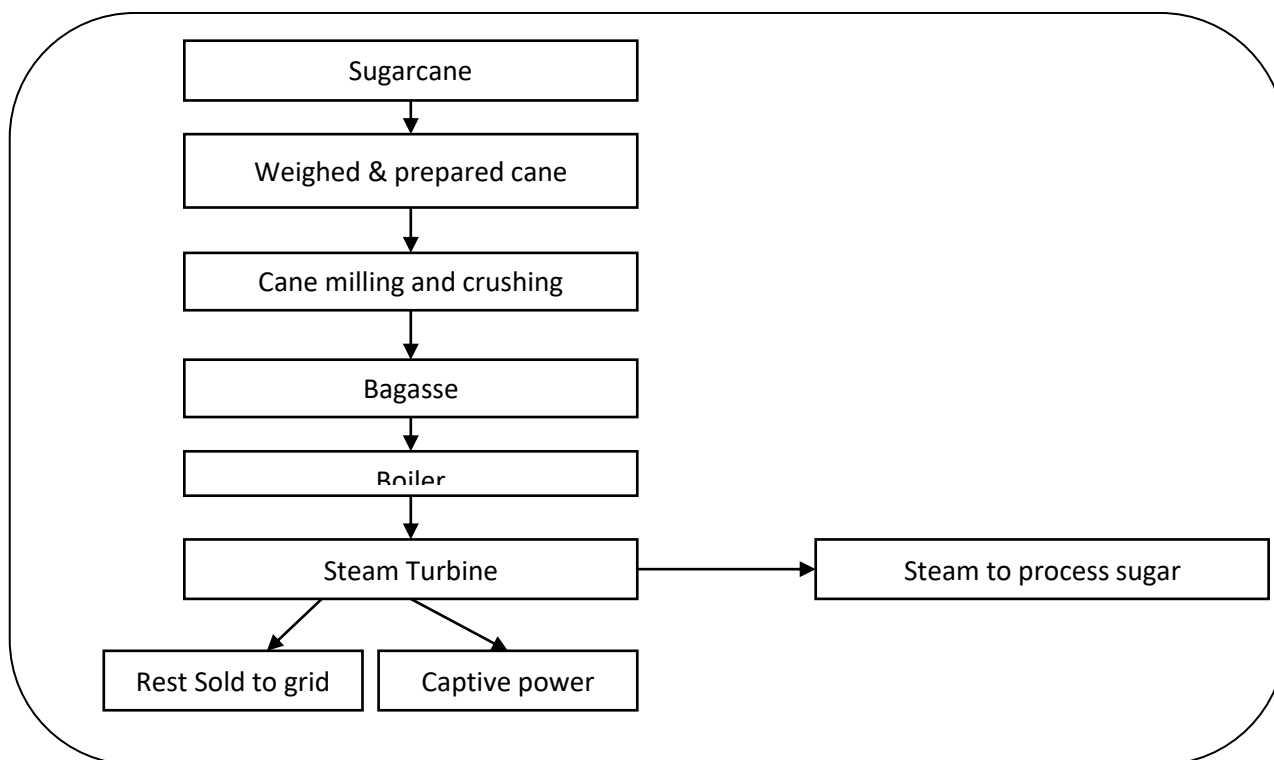 Sugarcane
Weighed & prepared cane
Cane milling and crushing
Bagasse
Boiler
Steam Turbine
Steam to process sugar
Rest Sold to grid
Captive power